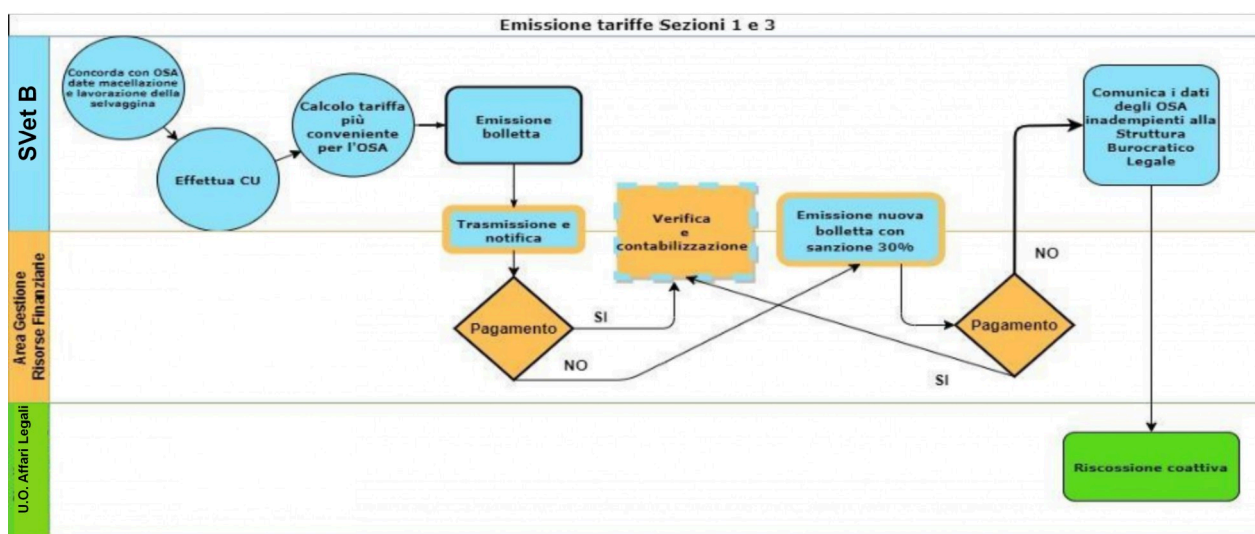 Emissione tariffe Sezioni 1 e 3
SVet B
Concorda con OSA
date macellazione
e lavorazione della
selvaggina
Effettua CU
Calcolo tariffa
più
conveniente
per l'OSA
Emissione
bolletta
Trasmissione e
notifica
Verifica
e
contabilizzazione
Emissione nuova
bolletta con
sanzione 30%
Comunica i dati
degli OSA
inadempienti alla
Struttura
Burocratico
Legale
Area Gestione
Risorse Finanziarie
Pagamento
SI
NO
Pagamento
NO
SI
U.O. Affari Legali
Riscossione coattiva